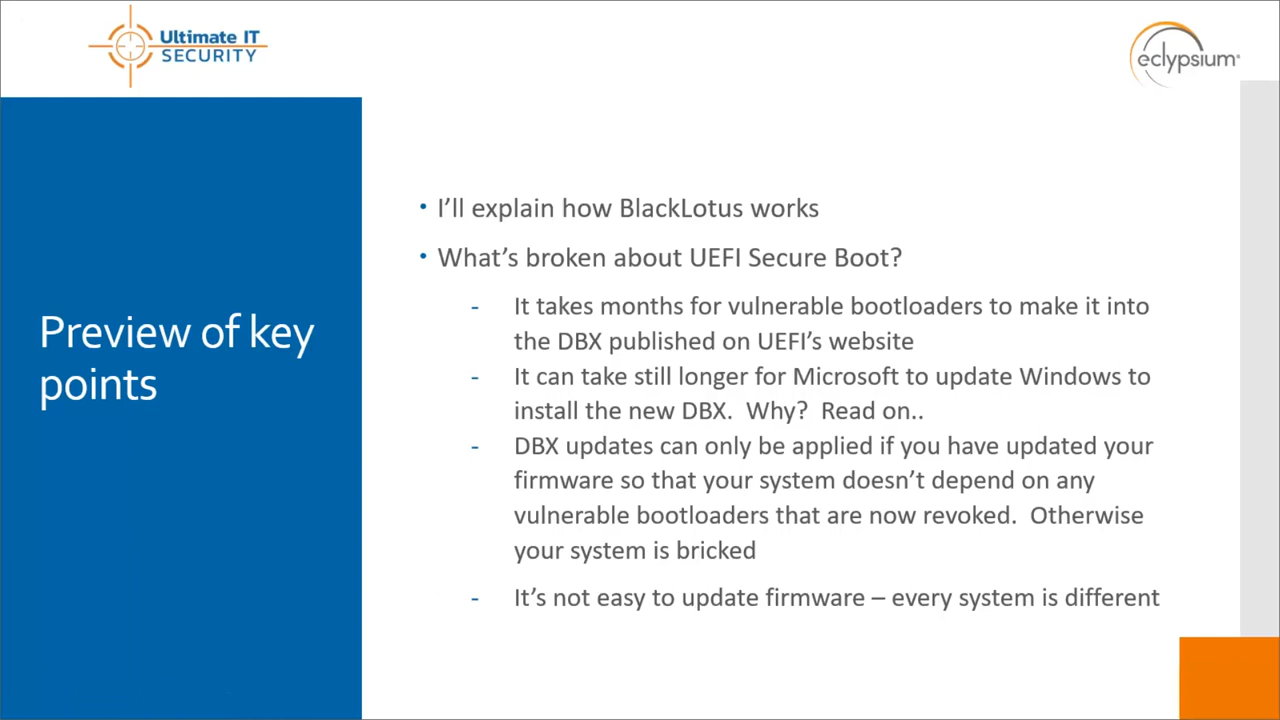 Ultimate IT
SECURITY
eclypsium®
Preview of key
points
• I’ll explain how BlackLotus works
• What’s broken about UEFI Secure Boot?
- It takes months for vulnerable bootloaders to make it into
the DBX published on UEFI’s website
- It can take still longer for Microsoft to update Windows to
install the new DBX.  Why?  Read on..
- DBX updates can only be applied if you have updated your
firmware so that your system doesn’t depend on any
vulnerable bootloaders that are now revoked.  Otherwise
your system is bricked
- It’s not easy to update firmware – every system is different